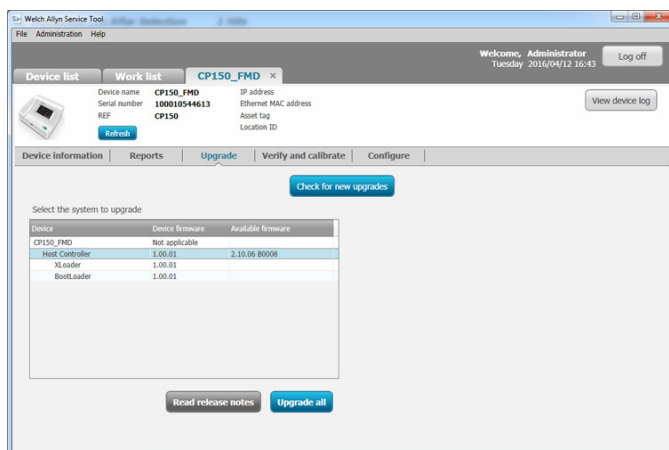 Welch Allyn Service Tool
File Administration Help
Welcome, Administrator
Tuesday 2016/04/12 16:43
Log off
Device list Work list CP150_FMD ×
Device name CP150_FMD IP address
Serial number 100010544613 Ethernet MAC address
REF CP150 Asset tag
Location ID
Refresh
View device log
Device information Reports Upgrade Verify and calibrate Configure
Check for new upgrades
Select the system to upgrade
Device Device firmware Available firmware
CP150_FMD Not applicable
Host Controller 1.00.01 2.10.06 B0008
XLoader 1.00.01
BootLoader 1.00.01
Read release notes Upgrade all